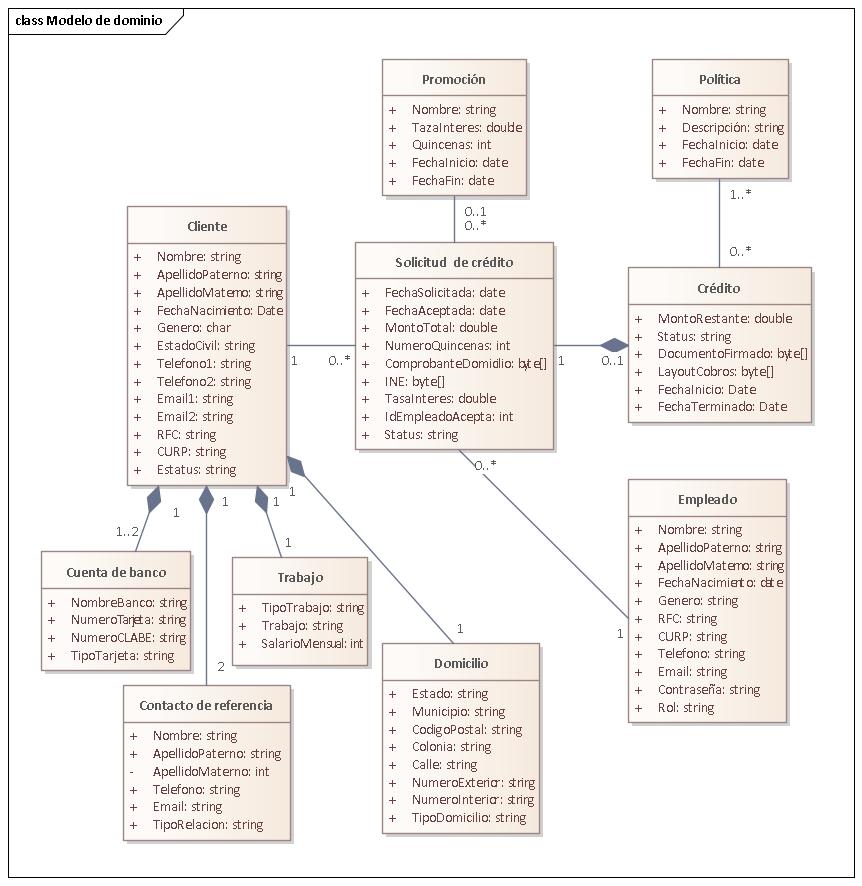 class Modelo de dominio
Promoción
+ Nombre: string
+ TazaInteres: double
+ Quincenas: int
+ FechaInicio: date
+ FechaFin: date
Política
+ Nombre: string
+ Descripción: string
+ FechaInicio: date
+ FechaFin: date
0..1
0..*
1..*
0..*
Cliente
+ Nombre: string
+ ApellidoPaterno: string
+ ApellidoMaterno: string
+ FechaNacimiento: Date
+ Genero: char
+ EstadoCivil: string
+ Telefono1: string
+ Telefono2: string
+ Email1: string
+ Email2: string
+ RFC: string
+ CURP: string
+ Estatus: string
1
0..*
Solicitud de crédito
+ FechaSolicitada: date
+ FechaAceptada: date
+ MontoTotal: double
+ NumeroQuincenas: int
+ ComprobanteDomidlio: byte[]
+ INE: byte[]
+ TasaInteres: double
+ IdEmpleadoAcepta: int
+ Status: string
1
0..1
Crédito
+ MontoRestante: double
+ Status: string
+ DocumentoFirmado: byte[]
+ LayoutCobros: byte[]
+ FechaInicio: Date
+ FechaTerminado: Date
0..*
1
Empleado
+ Nombre: string
+ ApellidoPaterno: string
+ ApellidoMaterno: string
+ FechaNacimiento: date
+ Genero: string
+ RFC: string
+ CURP: string
+ Telefono: string
+ Email: string
+ Contraseña: string
+ Rol: string
1
1..2
1
2
1
1
1
1
Cuenta de banco
+ NombreBanco: string
+ NumeroTarjeta: string
+ NumeroCLABE: string
+ TipoTarjeta: string
Trabajo
+ TipoTrabajo: string
+ Trabajo: string
+ SalarioMensual: int
Contacto de referencia
+ Nombre: string
+ ApellidoPaterno: string
- ApellidoMaterno: int
+ Telefono: string
+ Email: string
+ TipoRelacion: string
Domicilio
+ Estado: string
+ Municipio: string
+ CodigoPostal: string
+ Colonia: string
+ Calle: string
+ NumeroExterior: string
+ NumeroInterior: string
+ TipoDomicilio: string